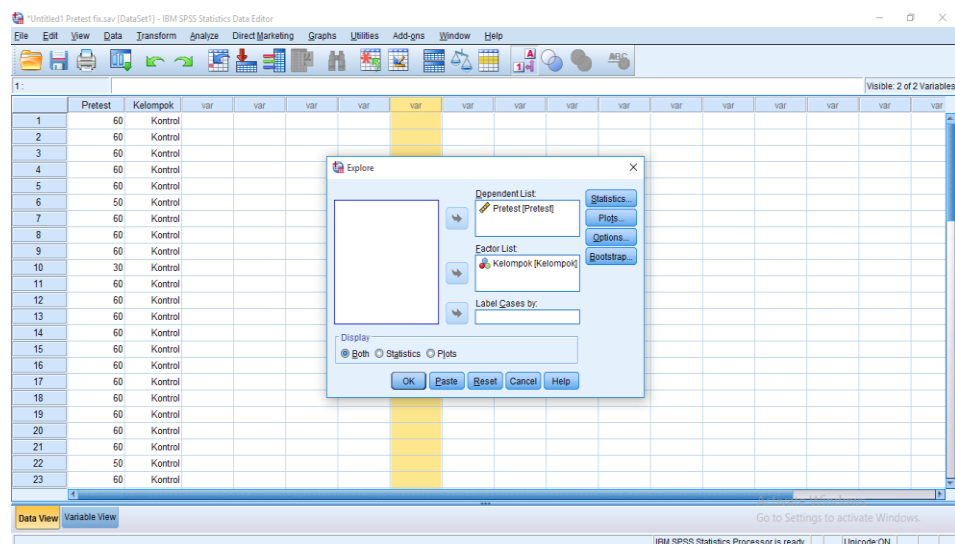 *Untitled1 Pretest fix.sav [DataSet1] - IBM SPSS Statistics Data Editor
File Edit View Data Transform Analyze Direct Marketing Graphs Utilities Add-ons Window Help
1 :
Visible: 2 of 2 Variables
Pretest Kelompok var var var var var var var var var var var var var var var
1 60 Kontrol
2 60 Kontrol
3 60 Kontrol
4 60 Kontrol
5 60 Kontrol
6 50 Kontrol
7 60 Kontrol
8 60 Kontrol
9 60 Kontrol
10 30 Kontrol
11 60 Kontrol
12 60 Kontrol
13 60 Kontrol
14 60 Kontrol
15 60 Kontrol
16 60 Kontrol
17 60 Kontrol
18 60 Kontrol
19 60 Kontrol
20 60 Kontrol
21 60 Kontrol
22 50 Kontrol
23 60 Kontrol
Explore
Dependent List:
Pretest [Pretest]
Factor List:
Kelompok [Kelompok]
Label Cases by:
Statistics...
Plots...
Options...
Bootstrap...
Display
Both Statistics Plots
OK Paste Reset Cancel Help
Data View Variable View
Go to Settings to activate Windows.
IBM SPSS Statistics Processor is ready Unicode:ON